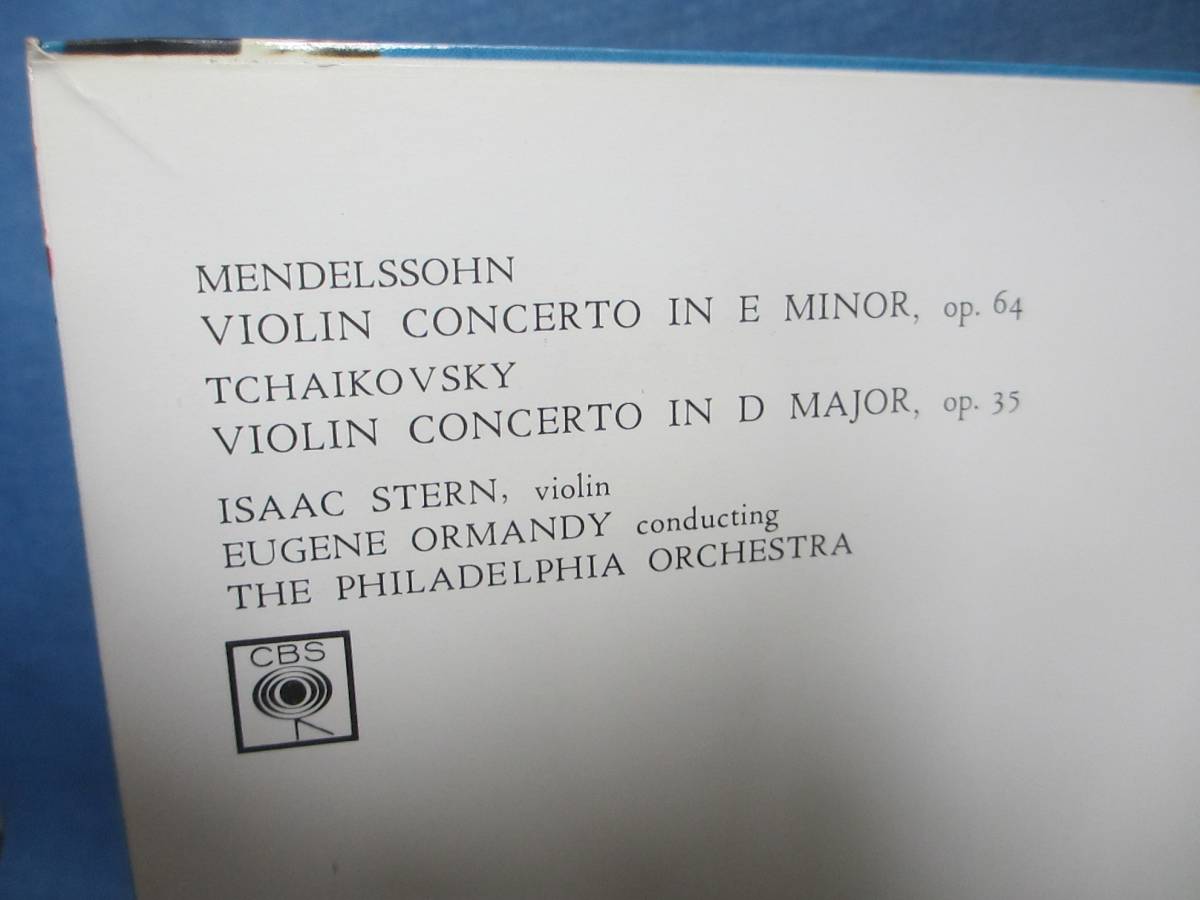 MENDELSSOHN
VIOLIN CONCERTO IN E MINOR, op. 64
TCHAIKOVSKY
VIOLIN CONCERTO IN D MAJOR, op. 35
ISAAC STERN, violin
EUGENE ORMANDY conducting
THE PHILADELPHIA ORCHESTRA
CBS